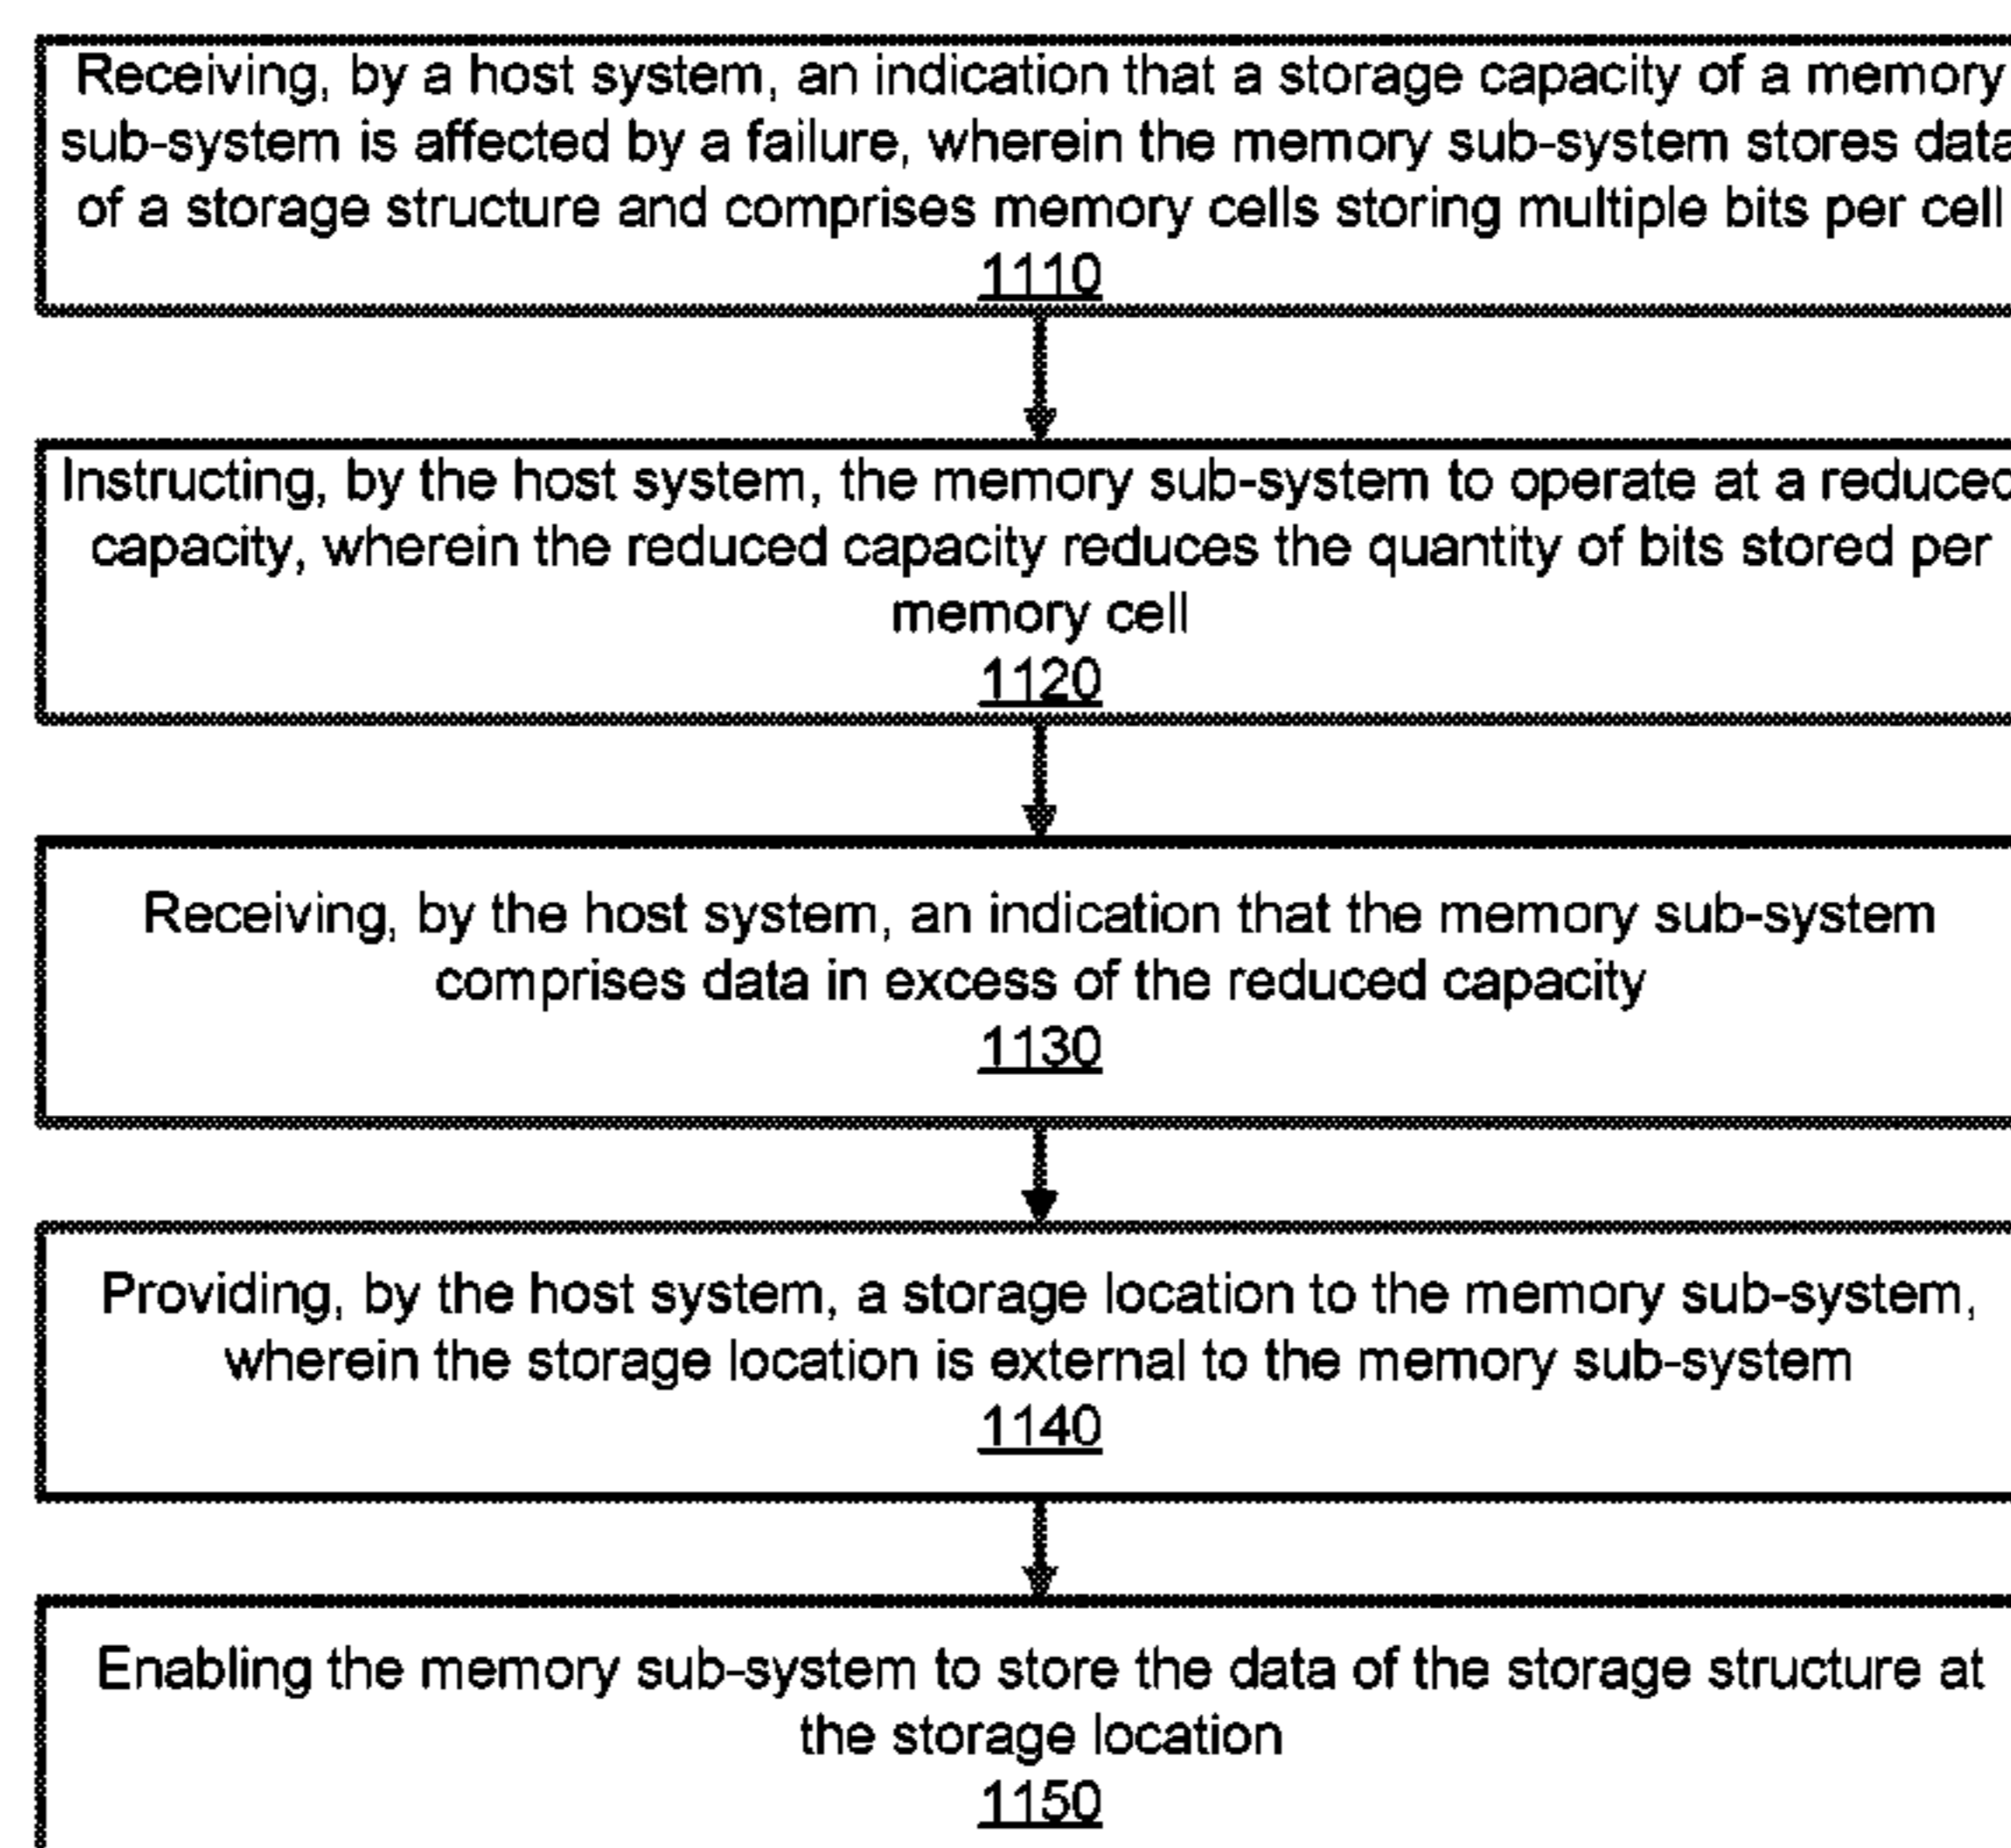 Receiving, by a host system, an indication that a storage capacity of a memory
sub-system is affected by a failure, wherein the memory sub-system stores data
of a storage structure and comprises memory cells storing multiple bits per cell
1110
Instructing, by the host system, the memory sub-system to operate at a reduced
capacity, wherein the reduced capacity reduces the quantity of bits stored per
memory cell
1120
Receiving, by the host system, an indication that the memory sub-system
comprises data in excess of the reduced capacity
1130
Providing, by the host system, a storage location to the memory sub-system,
wherein the storage location is external to the memory sub-system
1140
Enabling the memory sub-system to store the data of the storage structure at
the storage location
1150